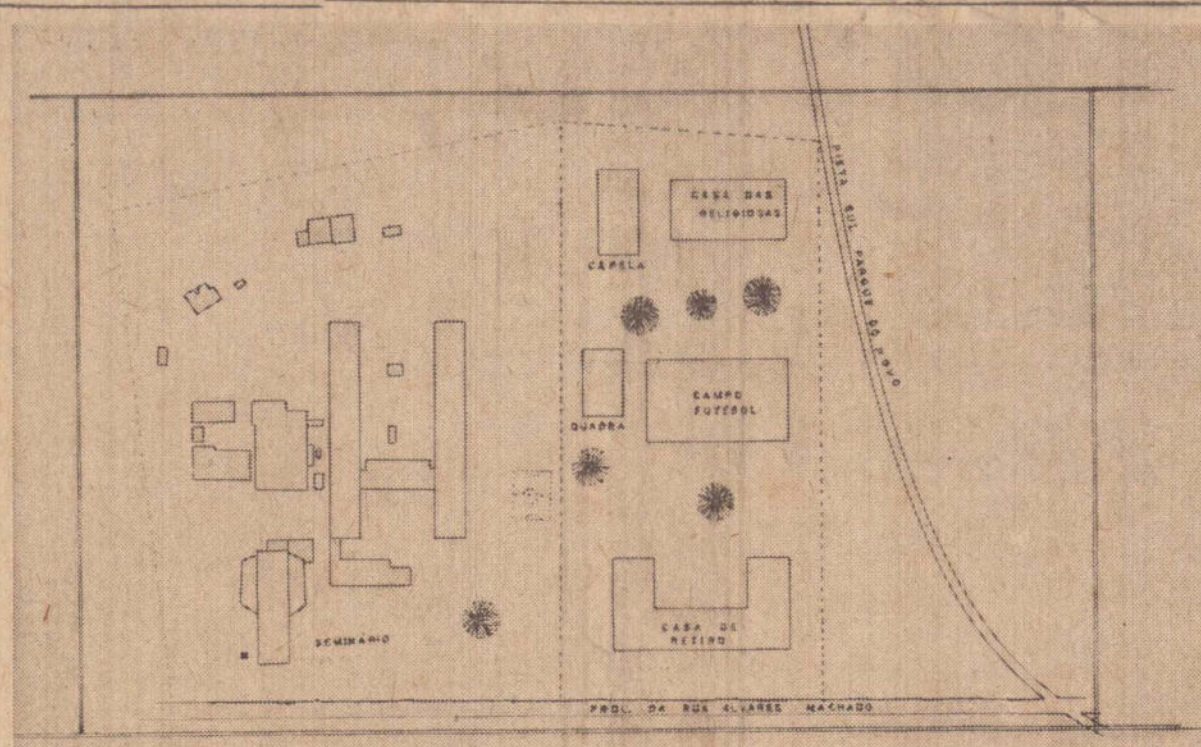 CASA DAS
RELIGIOSAS
CAPELA
PISTA SUL PARQUE DO POVO
CAMPO
FUTEBOL
QUADRA
CASA DE
RETIRO
SEMINÁRIO
PROL. DA RUA ALVARES MACHADO